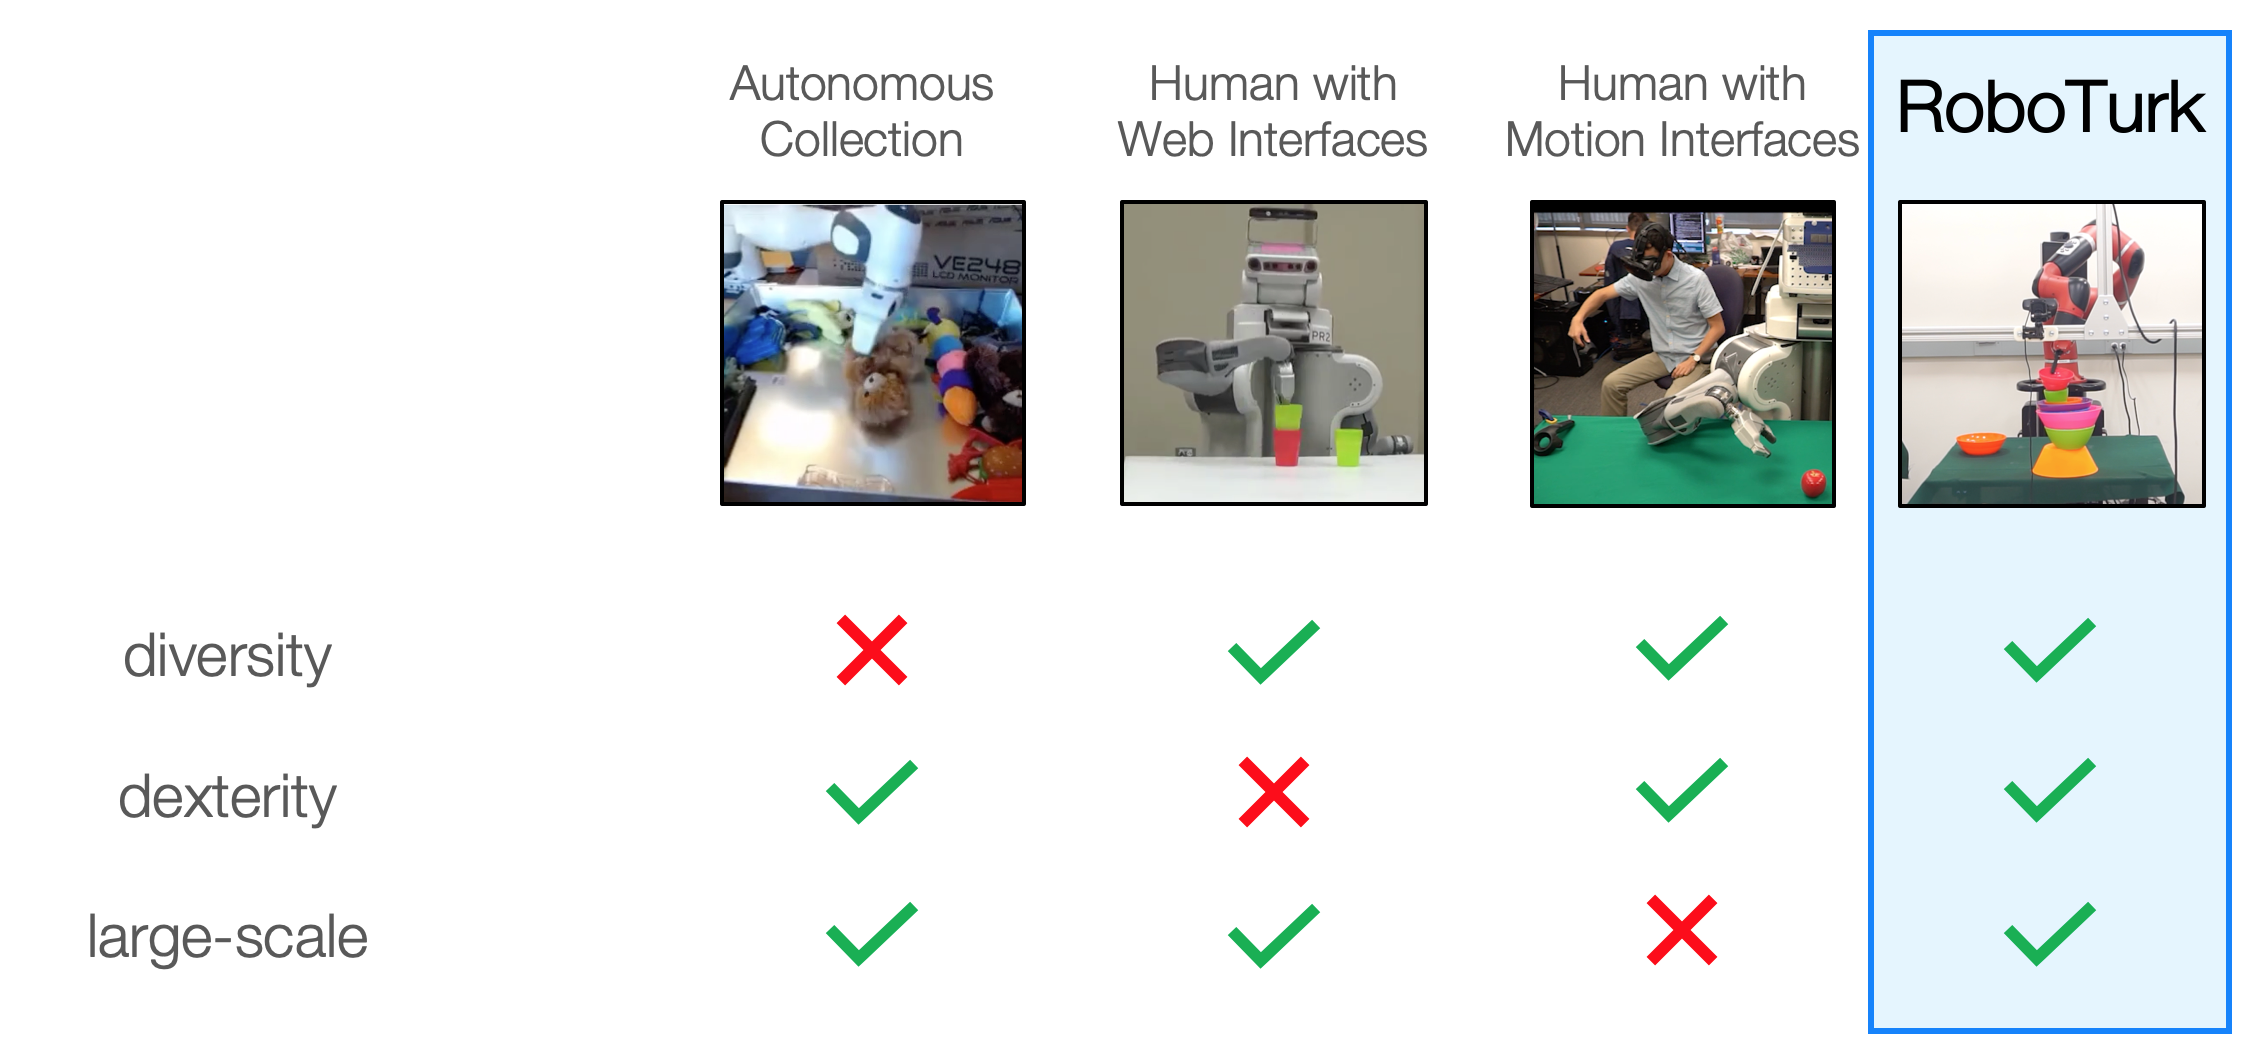 Autonomous
Collection
Human with
Web Interfaces
Human with
Motion Interfaces
RoboTurk
VE248
LCD MONITOR
PR2
diversity
dexterity
large-scale